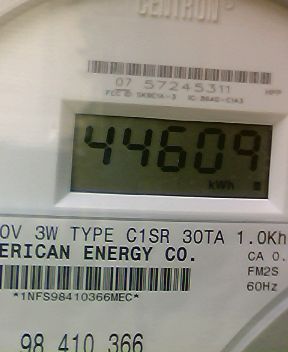 CENTRON®
07 57245311
44609
kWh
0V 3W TYPE C1SR 30TA 1.0Kh
ERICAN ENERGY CO.
CA 0.
FM2S
60Hz
*1NFS98410366MEC*
98 410 366